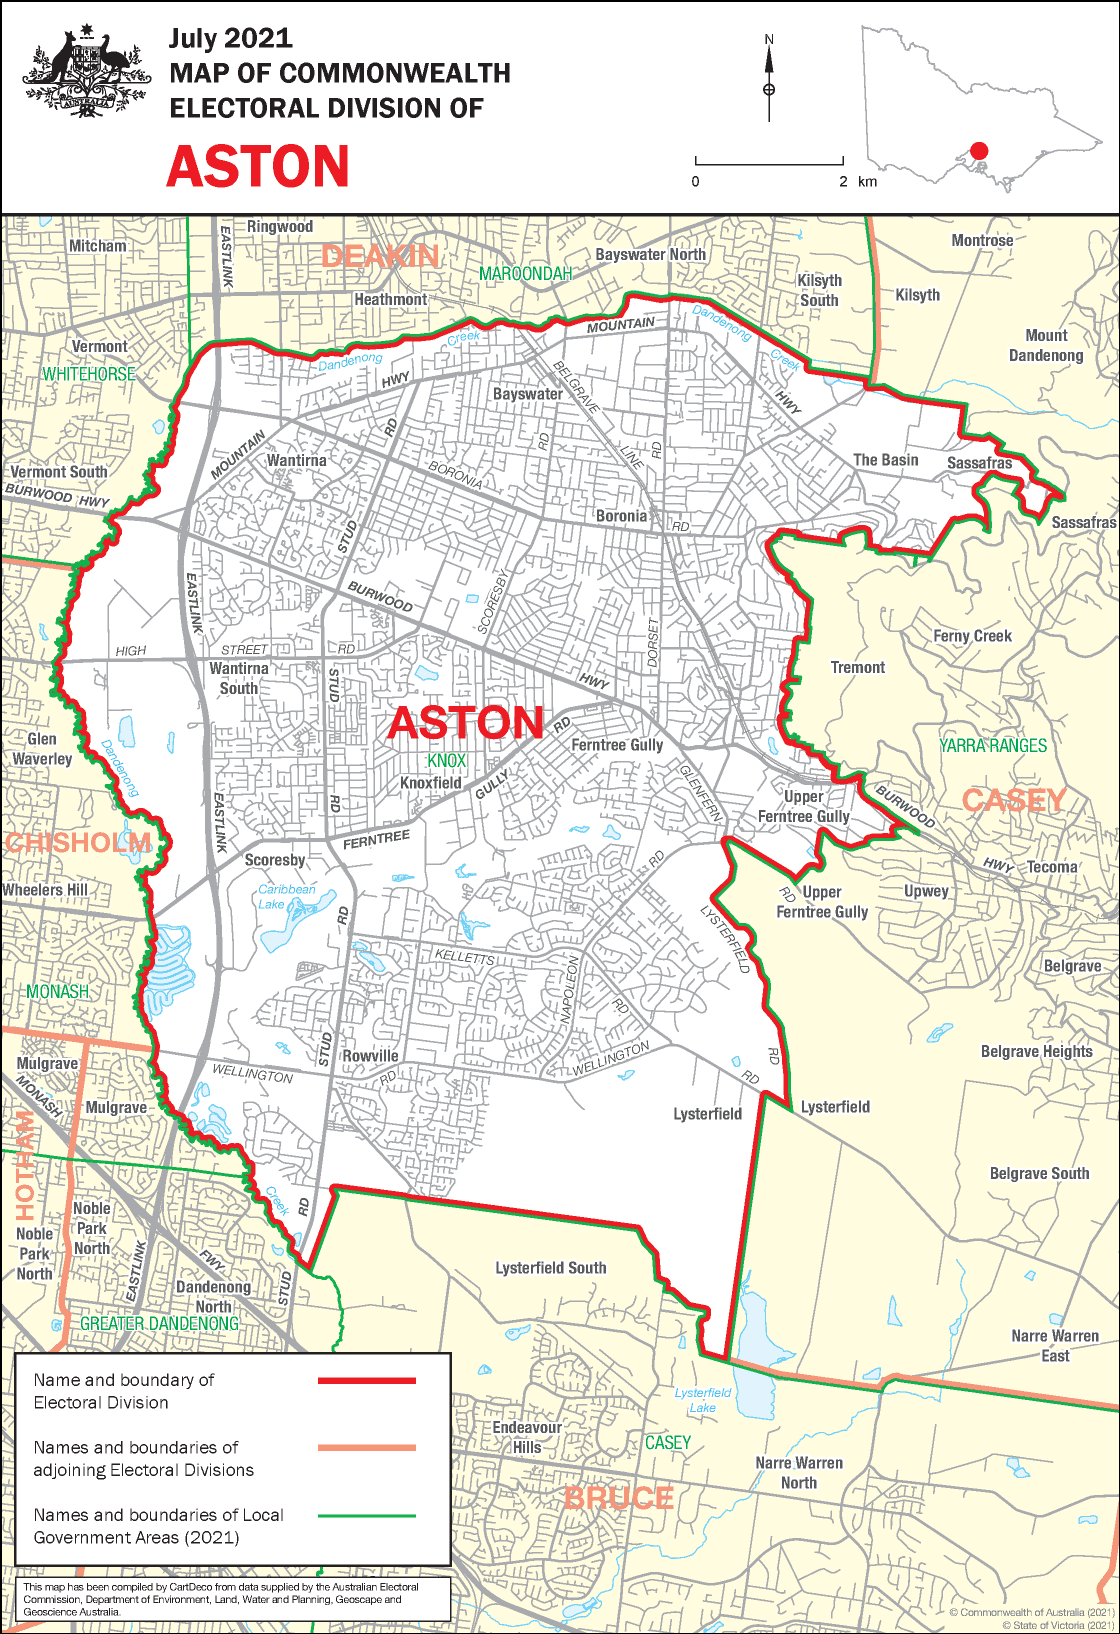 July 2021
MAP OF COMMONWEALTH
ELECTORAL DIVISION OF
ASTON
AUSTRALIA
N
0
2 km
Ringwood
Mitcham
EASTLINK
DEAKIN
MAROONDAH
Bayswater North
Montrose
Kilsyth
South
Kilsyth
Heathmont
Vermont
WHITEHORSE
Mount
Dandenong
MOUNTAIN
Dandenong
Creek
Dandenong
Creek
HWY
Bayswater
BELGRAVE
LINE
HWY
RD
RD
RD
MOUNTAIN
Wantirna
BORONIA
The Basin
Sassafras
Vermont South
BURWOOD HWY
Boronia
RD
Sassafras
STUD
EASTLINK
BURWOOD
SCORESBY
DORSET
HIGH
STREET
RD
Wantirna
South
STUD
HWY
Ferny Creek
Tremont
ASTON
KNOX
Knoxfield
RD
GULLY
FERNTREE
Ferntree Gully
YARRA RANGES
Glen
Waverley
Dandenong
EASTLINK
RD
GLENFERN
Upper
Ferntree Gully
BURWOOD
CASEY
CHISHOLM
Scoresby
RD
HWY
Tecoma
Wheelers Hill
Caribbean
Lake
RD
RD
Upper
Ferntree Gully
Upwey
LYSTERFIELD
KELLETTS
NAPOLEON
RD
Belgrave
MONASH
STUD
Rowville
WELLINGTON
RD
WELLINGTON
RD
RD
Belgrave Heights
Mulgrave
MONASH
Mulgrave
Lysterfield
Lysterfield
HOTHAM
Belgrave South
Creek
RD
Noble
Park
North
Noble
Park
North
EASTLINK
FWY
STUD
Dandenong
North
Lysterfield South
GREATER DANDENONG
Narre Warren
East
Lysterfield
Lake
Endeavour
Hills
CASEY
Narre Warren
North
BRUCE
Name and boundary of
Electoral Division
Names and boundaries of
adjoining Electoral Divisions
Names and boundaries of Local
Government Areas (2021)
This map has been compiled by CartDeco from data supplied by the Australian Electoral
Commission, Department of Environment, Land, Water and Planning, Geoscape and
Geoscience Australia.
© Commonwealth of Australia (2021)
© State of Victoria (2021)